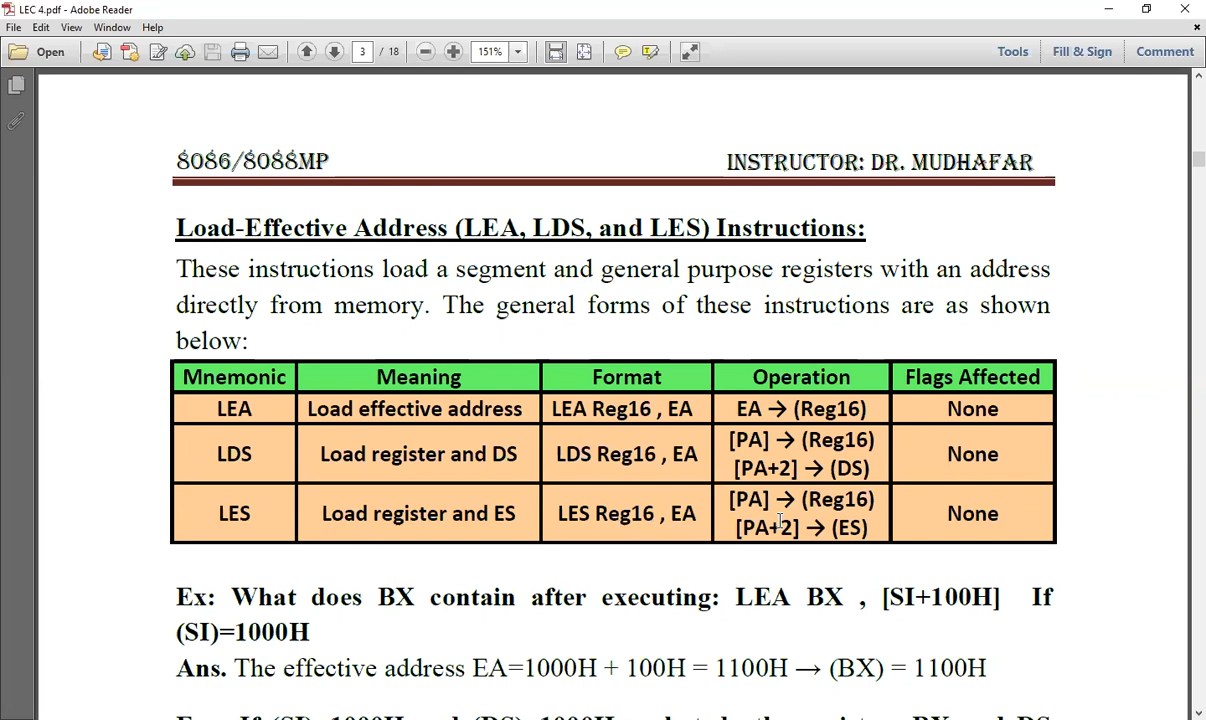 LEC 4.pdf - Adobe Reader
File Edit View Window Help
Open 3 / 18 151% Tools Fill & Sign Comment
8086/8088MP INSTRUCTOR: DR. MUDHAFAR
Load-Effective Address (LEA, LDS, and LES) Instructions:
These instructions load a segment and general purpose registers with an address
directly from memory. The general forms of these instructions are as shown
below:
Mnemonic Meaning Format Operation Flags Affected
LEA Load effective address LEA Reg16 , EA EA → (Reg16) None
LDS Load register and DS LDS Reg16 , EA [PA] → (Reg16) None
[PA+2] → (DS)
LES Load register and ES LES Reg16 , EA [PA] → (Reg16) None
[PA+2] → (ES)
Ex: What does BX contain after executing: LEA BX , [SI+100H] If
(SI)=1000H
Ans. The effective address EA=1000H + 100H = 1100H → (BX) = 1100H